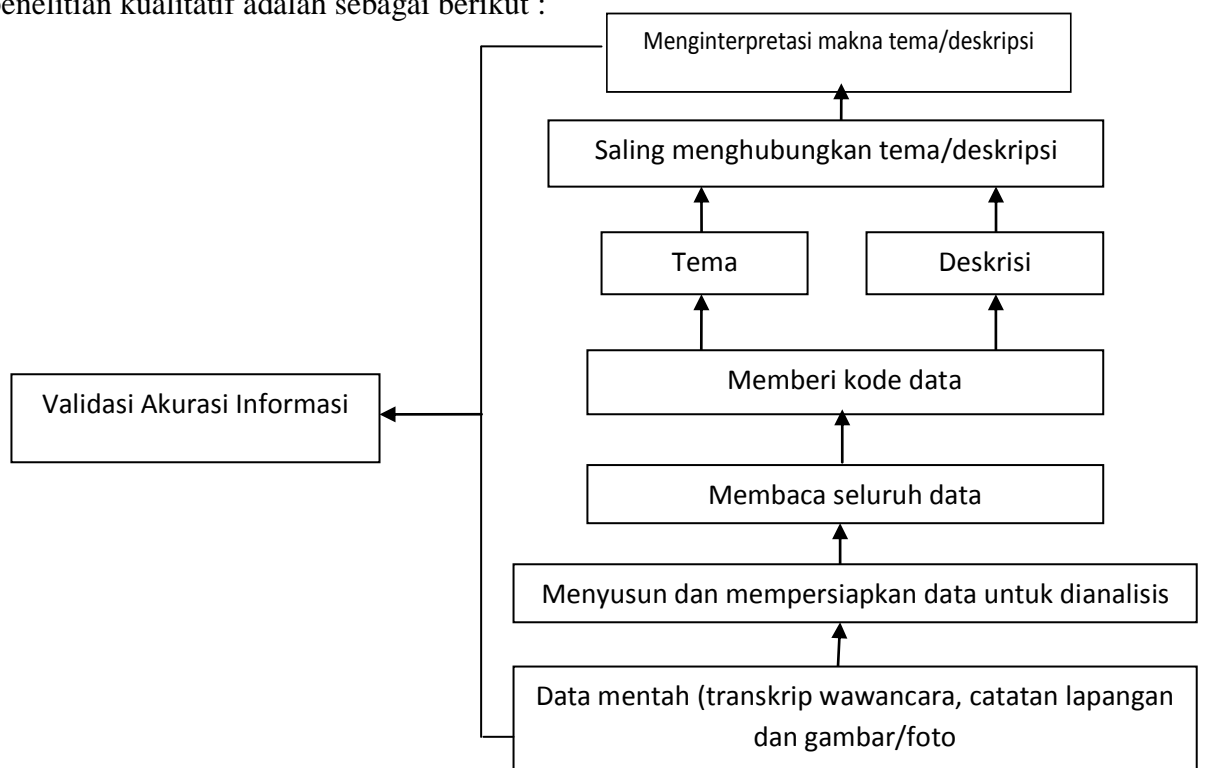 penelitian kualitatif adalah sebagai berikut :
Menginterpretasi makna tema/deskripsi
Saling menghubungkan tema/deskripsi
Tema
Deskrisi
Memberi kode data
Validasi Akurasi Informasi
Membaca seluruh data
Menyusun dan mempersiapkan data untuk dianalisis
Data mentah (transkrip wawancara, catatan lapangan
dan gambar/foto